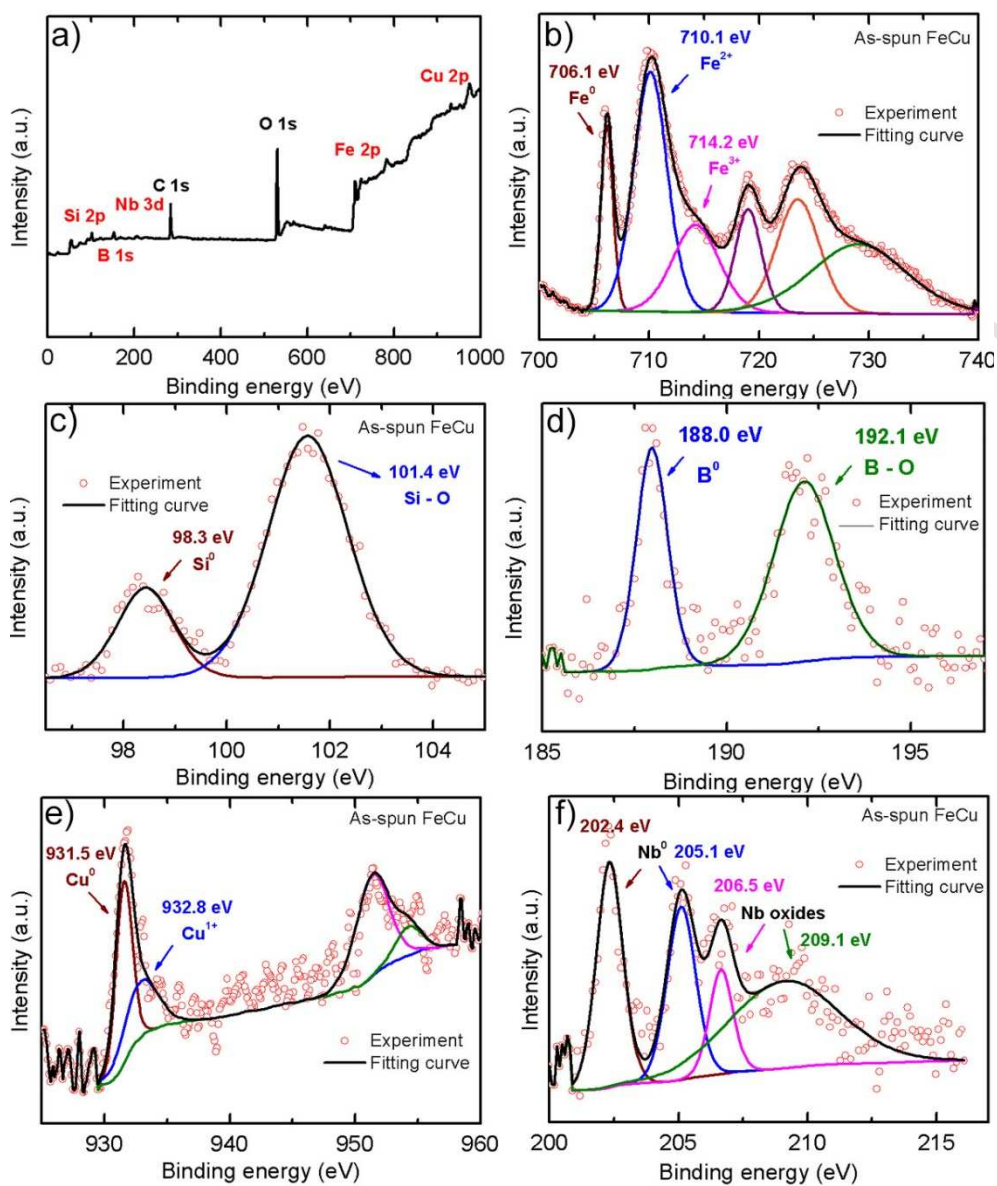 a)
Cu 2p
O 1s
Fe 2p
C 1s
Nb 3d
Si 2p
B 1s
Intensity (a.u.)
0 200 400 600 800 1000
Binding energy (eV)
b)
710.1 eV
Fe2+
As-spun FeCu
706.1 eV
Fe0
Experiment
Fitting curve
714.2 eV
Fe3+
Intensity (a.u.)
700 710 720 730 740
Binding energy (eV)
c)
As-spun FeCu
101.4 eV
Si - O
Experiment
Fitting curve
98.3 eV
Si0
Intensity (a.u.)
98 100 102 104
Binding energy (eV)
d)
188.0 eV
B0
192.1 eV
B - O
Experiment
Fitting curve
Intensity (a.u.)
185 190 195
Binding energy (eV)
e)
As-spun FeCu
931.5 eV
Cu0
932.8 eV
Cu1+
Experiment
Fitting curve
Intensity (a.u.)
930 940 950 960
Binding energy (eV)
f)
As-spun FeCu
202.4 eV
Nb0
205.1 eV
Experiment
Fitting curve
206.5 eV
Nb oxides
209.1 eV
Intensity (a.u.)
200 205 210 215
Binding energy (eV)